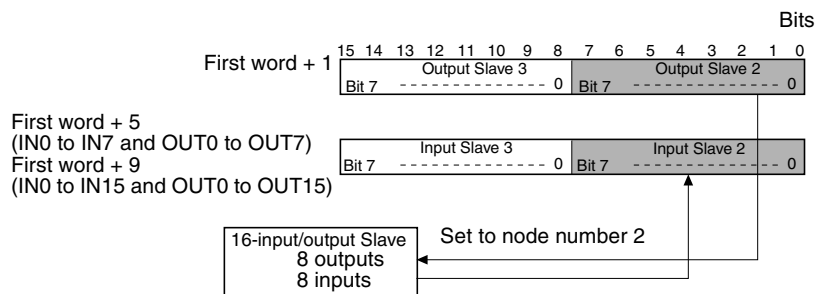 Bits
15 14 13 12 11 10 9 8 7 6 5 4 3 2 1 0
First word + 1
Output Slave 3 Output Slave 2
Bit 7 - - - - - - - - - - - - - - 0 Bit 7 - - - - - - - - - - - - - - 0
First word + 5
(IN0 to IN7 and OUT0 to OUT7)
First word + 9
(IN0 to IN15 and OUT0 to OUT15)
Input Slave 3 Input Slave 2
Bit 7 - - - - - - - - - - - - - - 0 Bit 7 - - - - - - - - - - - - - - 0
16-input/output Slave
8 outputs
8 inputs
Set to node number 2